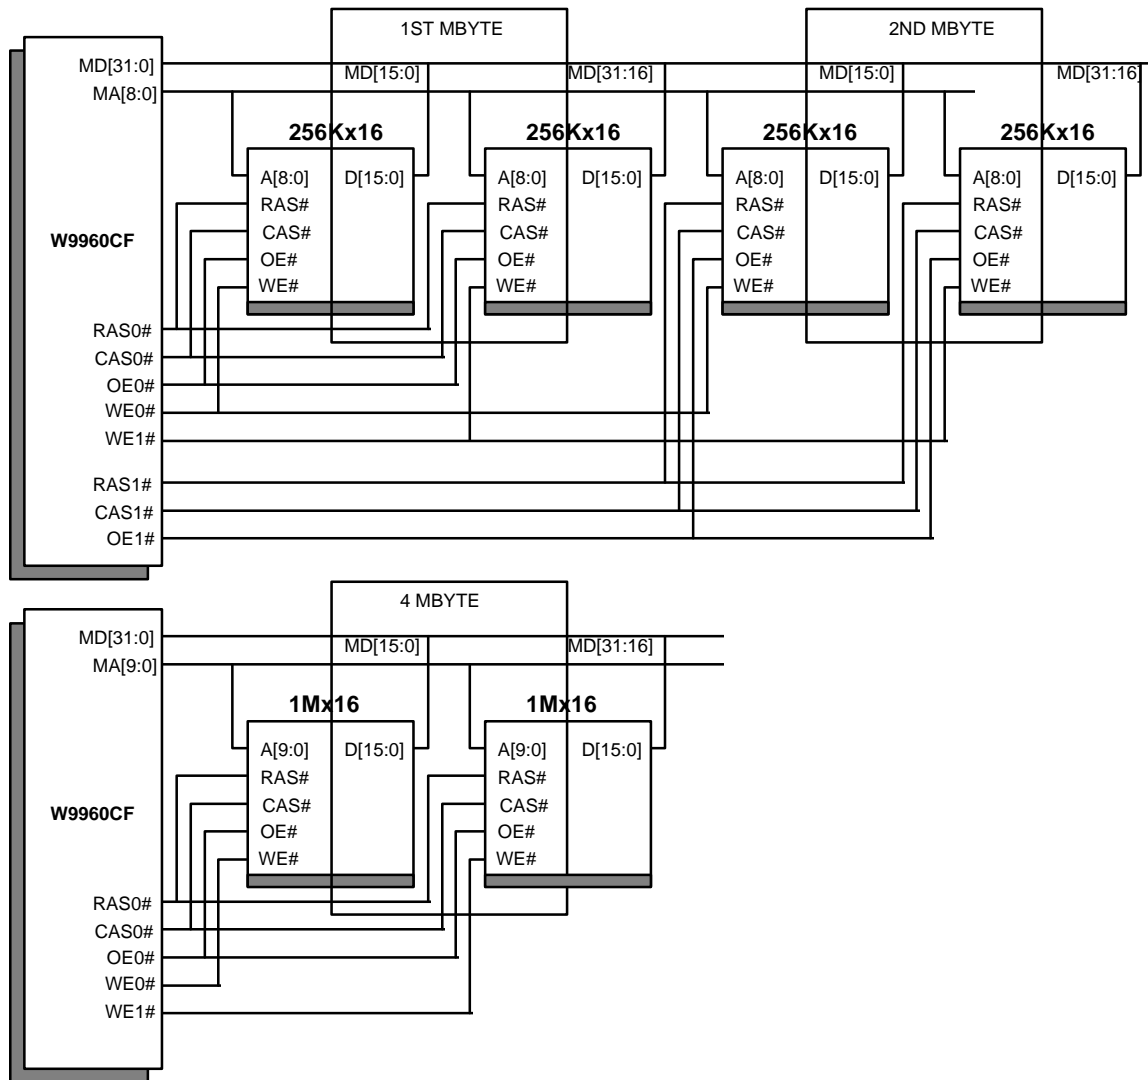 1ST MBYTE
2ND MBYTE
MD[31:0]
MD[15:0]
MD[31:16]
MD[15:0]
MD[31:16]
MA[8:0]
256Kx16
256Kx16
256Kx16
256Kx16
A[8:0] D[15:0]
RAS#
CAS#
OE#
WE#
A[8:0] D[15:0]
RAS#
CAS#
OE#
WE#
A[8:0] D[15:0]
RAS#
CAS#
OE#
WE#
A[8:0] D[15:0]
RAS#
CAS#
OE#
WE#
W9960CF
RAS0#
CAS0#
OE0#
WE0#
WE1#
RAS1#
CAS1#
OE1#
4 MBYTE
MD[31:0]
MD[15:0]
MD[31:16]
MA[9:0]
1Mx16
1Mx16
A[9:0] D[15:0]
RAS#
CAS#
OE#
WE#
A[9:0] D[15:0]
RAS#
CAS#
OE#
WE#
W9960CF
RAS0#
CAS0#
OE0#
WE0#
WE1#